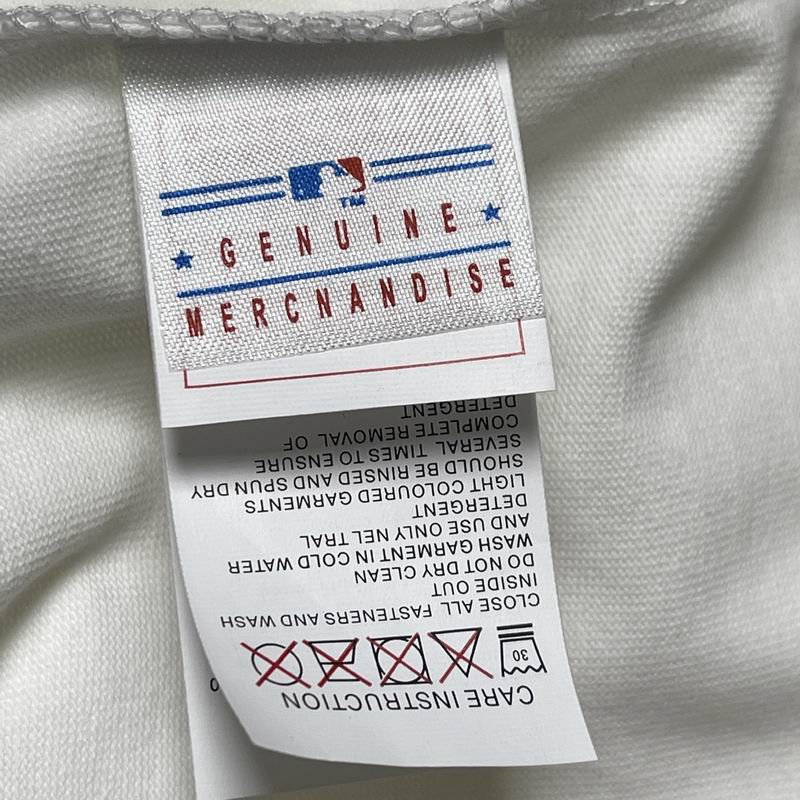 TM
GENUINE
MERCNANDISE
CARE INSTRUCTION
30
CLOSE ALL FASTENERS AND WASH
INSIDE OUT
DO NOT DRY CLEAN
WASH GARMENT IN COLD WATER
AND USE ONLY NEL TRAL
DETERGENT
LIGHT COLOURED GARMENTS
SHOULD BE RINSED AND SPUN DRY
SEVERAL TIMES TO ENSURE
COMPLETE REMOVAL OF
DETERGENT